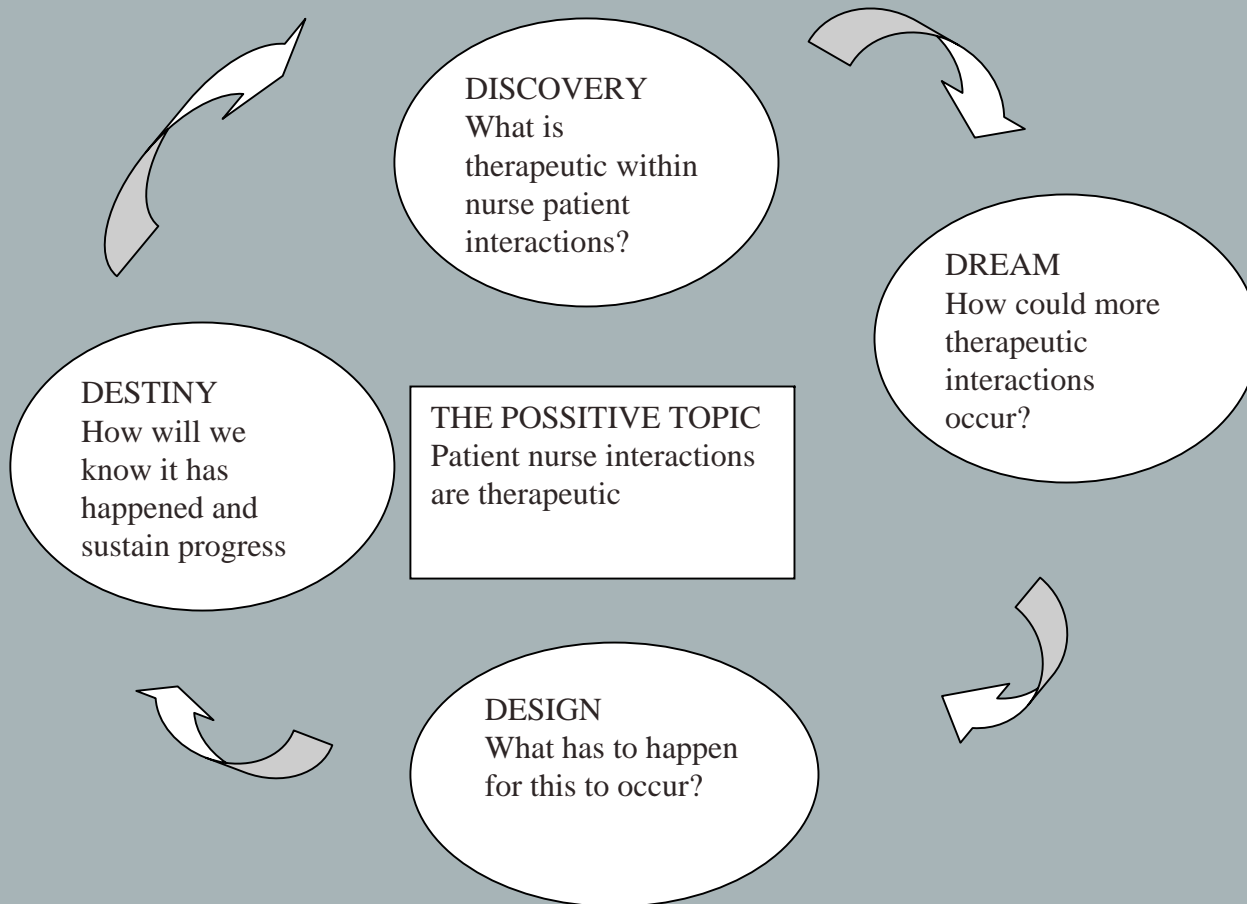 DISCOVERY
What is
therapeutic within
nurse patient
interactions?
DREAM
How could more
therapeutic
interactions
occur?
DESTINY
How will we
know it has
happened and
sustain progress
THE POSSITIVE TOPIC
Patient nurse interactions
are therapeutic
DESIGN
What has to happen
for this to occur?